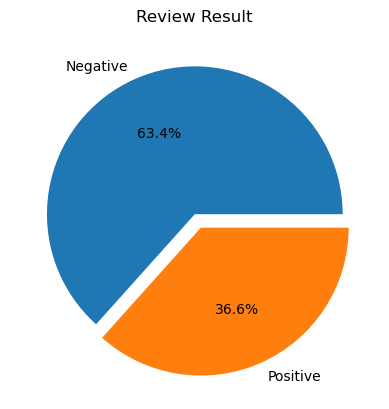 Review Result
Negative
63.4%
36.6%
Positive